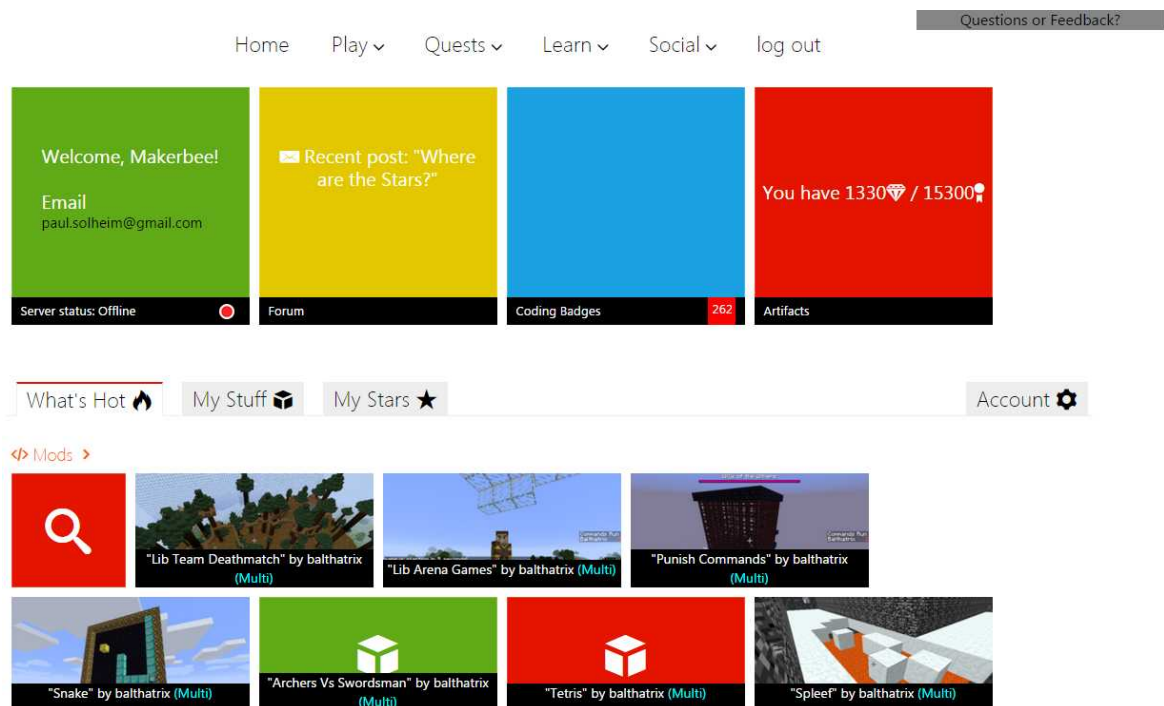 Questions or Feedback?
Home Play Quests Learn Social log out
Welcome, Makerbee!
Email
paul.solheim@gmail.com
Server status: Offline
Recent post: "Where
are the Stars?"
Forum
Coding Badges 262
You have 1330 / 15300
Artifacts
What's Hot My Stuff My Stars Account
</> Mods >
"Lib Team Deathmatch" by balthatrix
(Multi)
"Lib Arena Games" by balthatrix (Multi)
"Punish Commands" by balthatrix
(Multi)
"Snake" by balthatrix (Multi)
"Archers Vs Swordsman" by balthatrix
(Multi)
"Tetris" by balthatrix (Multi)
"Spleef" by balthatrix (Multi)